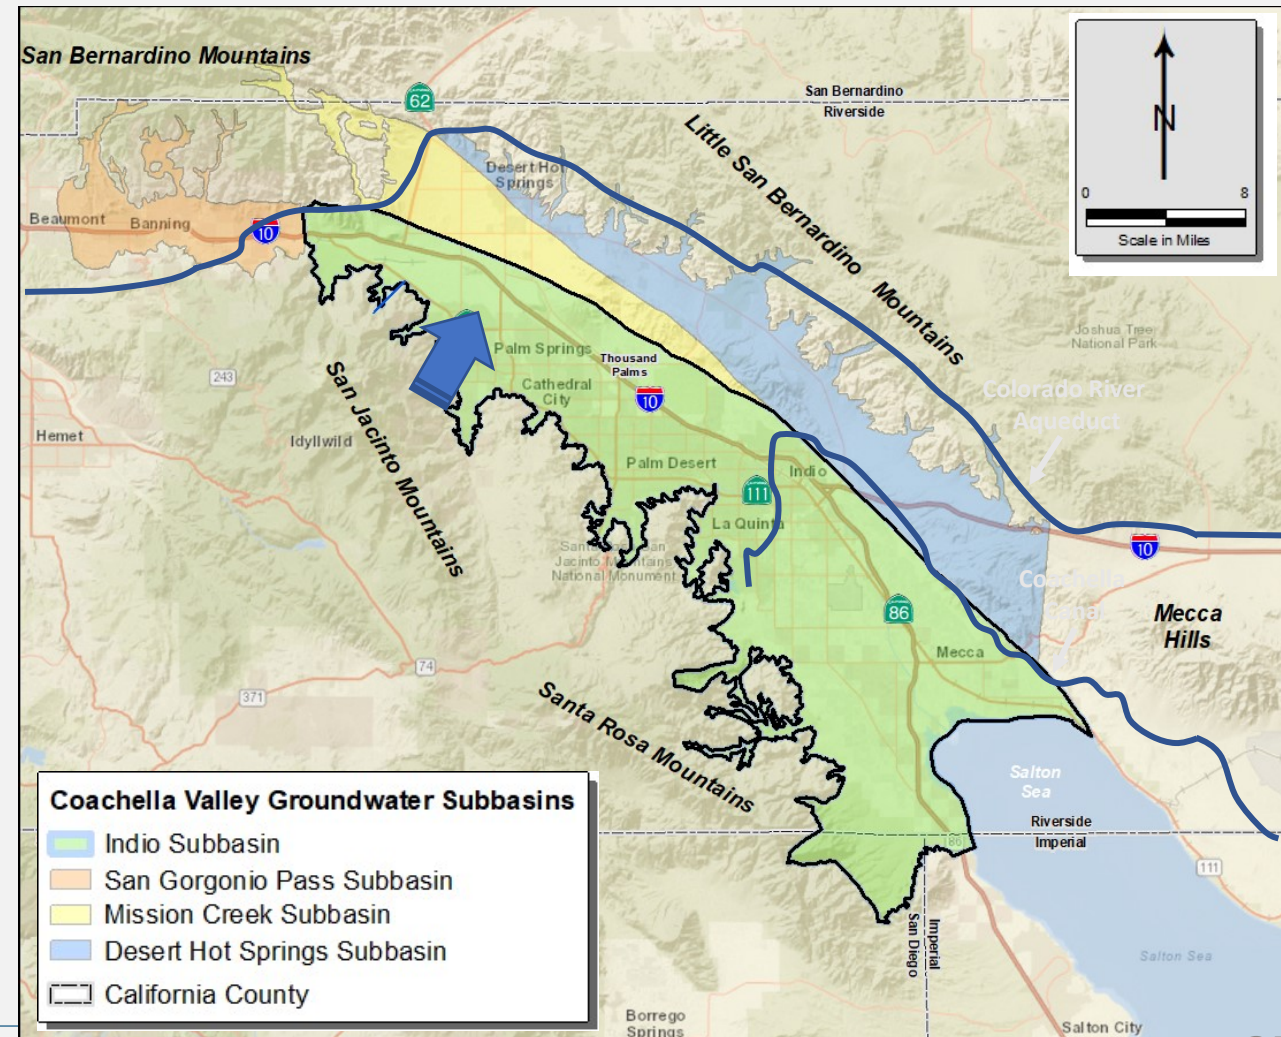 San Bernardino Mountains
62
San Bernardino
Riverside
N
0 8
Scale in Miles
Little San Bernardino Mountains
Desert Hot
Springs
Beaumont
Banning
10
Palm Springs
Thousand
Palms
Cathedral
City
10
Joshua Tree
National Park
Colorado River
Aqueduct
243
Hemet
Idyllwild
San Jacinto Mountains
Palm Desert
Indio
111
La Quinta
Santa Rosa and San
Jacinto Mountains
National Monument
10
Coachella
Canal
86
Mecca
Mecca
Hills
74
371
Santa Rosa Mountains
Salton
Sea
Riverside
Imperial
86
111
Imperial
San Diego
Salton Sea
Borrego
Springs
Salton City
Coachella Valley Groundwater Subbasins
Indio Subbasin
San Gorgonio Pass Subbasin
Mission Creek Subbasin
Desert Hot Springs Subbasin
California County